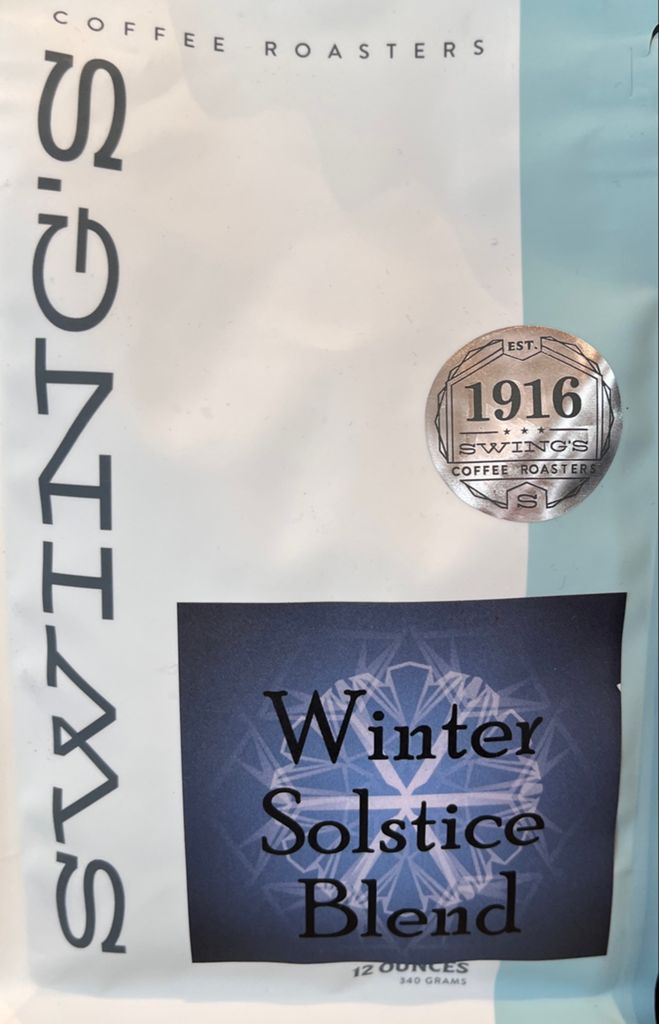 COFFEE ROASTERS
SWING'S
EST.
1916
SWING'S
COFFEE ROASTERS
S
Winter
Solstice
Blend
12 OUNCES
340 GRAMS